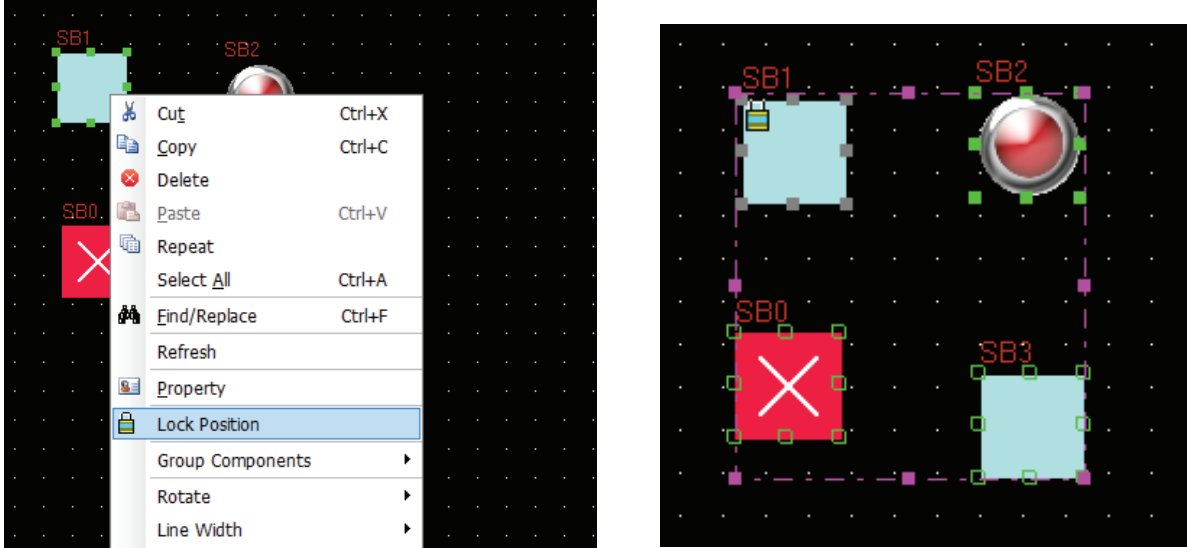 SB1
SB2
SB0
Cut Ctrl+X
Copy Ctrl+C
Delete
Paste Ctrl+V
Repeat
Select All Ctrl+A
Find/Replace Ctrl+F
Refresh
Property
Lock Position
Group Components
Rotate
Line Width
SB1
SB2
SB0
SB3